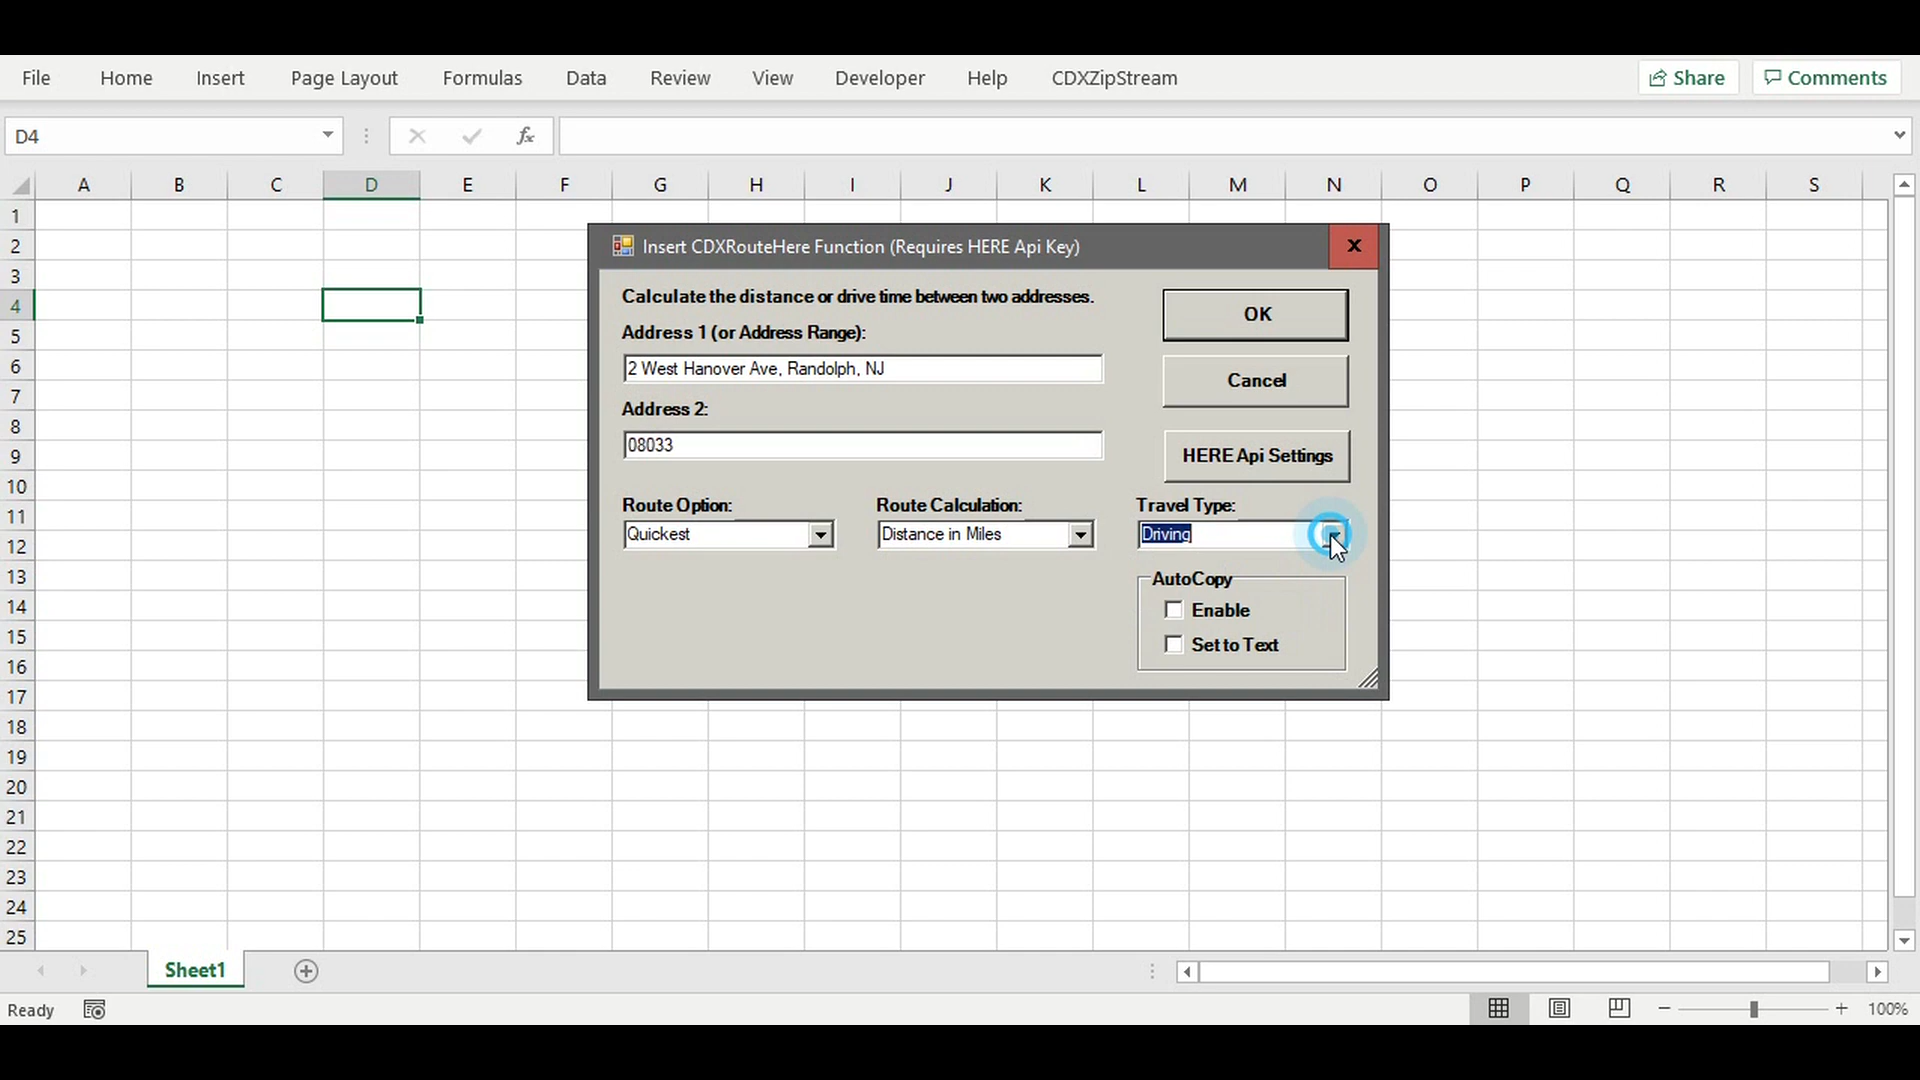 File Home Insert Page Layout Formulas Data Review View Developer Help CDXZipStream Share Comments
D4 fx
A B C D E F G H I J K L M N O P Q R S
1
2
3
4
5
6
7
8
9
10
11
12
13
14
15
16
17
18
19
20
21
22
23
24
25
Insert CDXRouteHere Function (Requires HERE Api Key) x
Calculate the distance or drive time between two addresses.
OK
Address 1 (or Address Range):
2 West Hanover Ave, Randolph, NJ
Cancel
Address 2:
08033
HERE Api Settings
Route Option: Route Calculation: Travel Type:
Quickest Distance in Miles Driving
AutoCopy
Enable
Set to Text
Sheet1
Ready 100%